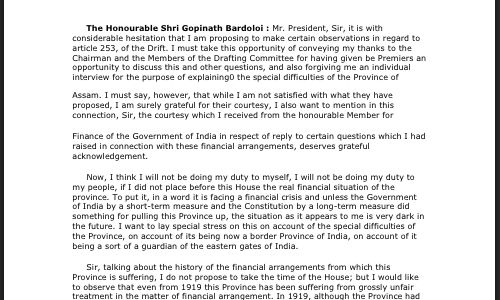 The Honourable Shri Gopinath Bardoloi : Mr. President, Sir, it is with
considerable hesitation that I am proposing to make certain observations in regard to
article 253, of the Drift. I must take this opportunity of conveying my thanks to the
Chairman and the Members of the Drafting Committee for having given be Premiers an
opportunity to discuss this and other questions, and also forgiving me an individual
interview for the purpose of explaining0 the special difficulties of the Province of
Assam. I must say, however, that while I am not satisfied with what they have
proposed, I am surely grateful for their courtesy, I also want to mention in this
connection, Sir, the courtesy which I received from the honourable Member for
Finance of the Government of India in respect of reply to certain questions which I had
raised in connection with these financial arrangements, deserves grateful
acknowledgement.
Now, I think I will not be doing my duty to myself, I will not be doing my duty to
my people, if I did not place before this House the real financial situation of the
province. To put it, in a word it is facing a financial crisis and unless the Government
of India by a short-term measure and the Constitution by a long-term measure did
something for pulling this Province up, the situation as it appears to me is very dark in
the future. I want to lay special stress on this on account of the special difficulties of
the Province, on account of its being now a border Province of India, on account of it
being a sort of a guardian of the eastern gates of India.
Sir, talking about the history of the financial arrangements from which this
Province is suffering, I do not propose to take the time of the House; but I would like
to observe that even from 1919 this Province has been suffering from grossly unfair
treatment in the matter of financial arrangement. In 1919, although the Province had